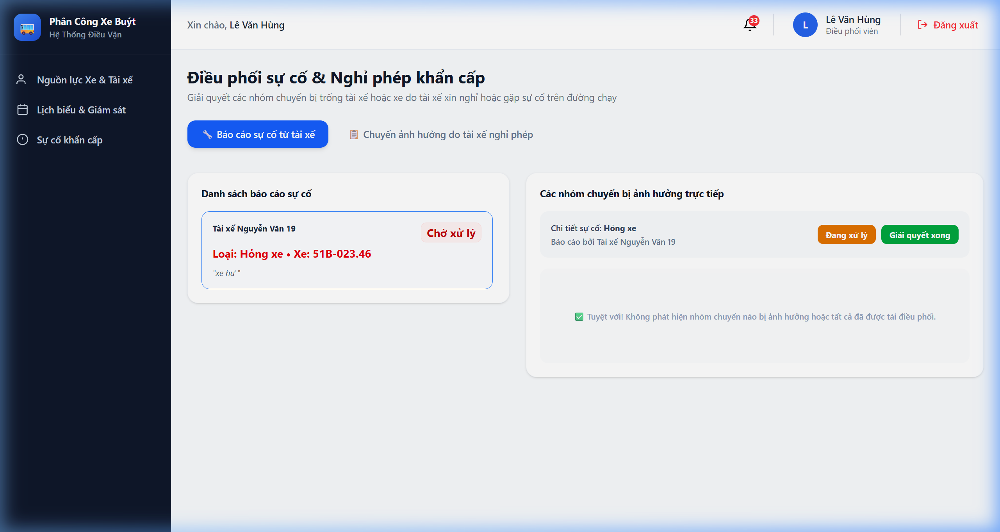 Phân Công Xe Buýt
Hệ Thống Điều Vận
Nguồn lực Xe & Tài xế
Lịch biểu & Giám sát
Sự cố khẩn cấp
Xin chào, Lê Văn Hùng
33
L
Lê Văn Hùng
Điều phối viên
Đăng xuất
Điều phối sự cố & Nghỉ phép khẩn cấp
Giải quyết các nhóm chuyến bị trống tài xế hoặc xe do tài xế xin nghỉ hoặc gặp sự cố trên đường chạy
Báo cáo sự cố từ tài xế
Chuyến ảnh hưởng do tài xế nghỉ phép
Danh sách báo cáo sự cố
Tài xế Nguyễn Văn 19
Chờ xử lý
Loại: Hỏng xe • Xe: 51B-023.46
"xe hư "
Các nhóm chuyến bị ảnh hưởng trực tiếp
Chi tiết sự cố: Hỏng xe
Báo cáo bởi Tài xế Nguyễn Văn 19
Đang xử lý
Giải quyết xong
Tuyệt vời! Không phát hiện nhóm chuyến nào bị ảnh hưởng hoặc tất cả đã được tái điều phối.